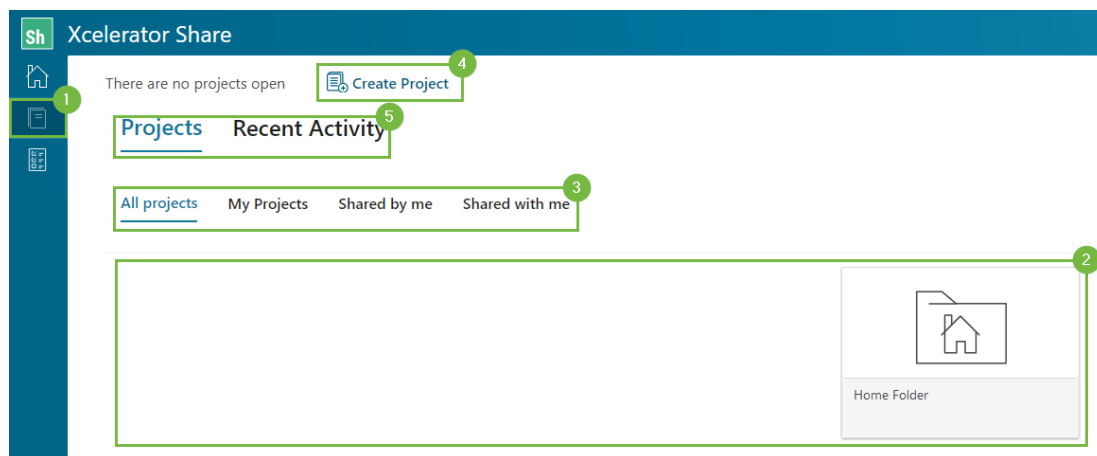 Sh Xcelerator Share
4
There are no projects open Create Project
1
5
Projects Recent Activity
3
All projects My Projects Shared by me Shared with me
2
Home Folder